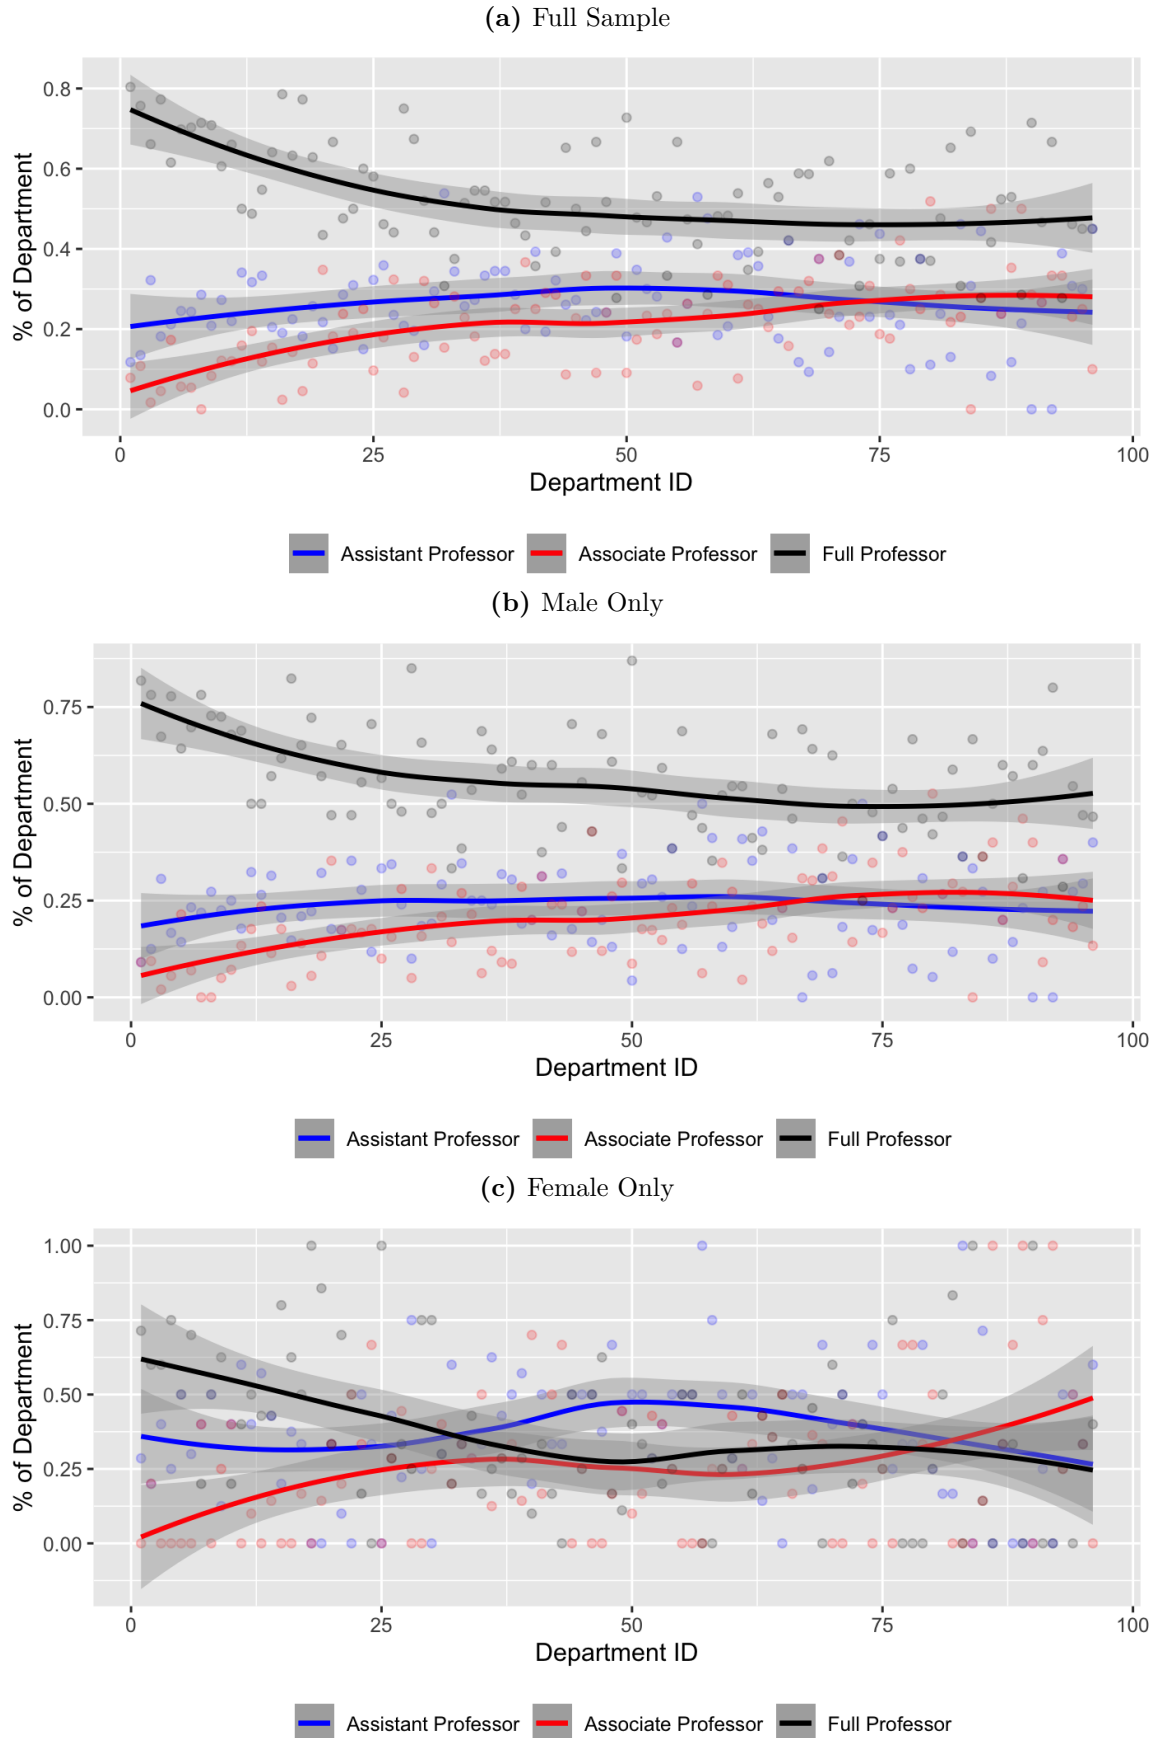 (a) Full Sample
% of Department
0.8
0.6
0.4
0.2
0.0
0 25 50 75 100
Department ID
Assistant Professor Associate Professor Full Professor
(b) Male Only
% of Department
0.75
0.50
0.25
0.00
0 25 50 75 100
Department ID
Assistant Professor Associate Professor Full Professor
(c) Female Only
% of Department
1.00
0.75
0.50
0.25
0.00
0 25 50 75 100
Department ID
Assistant Professor Associate Professor Full Professor